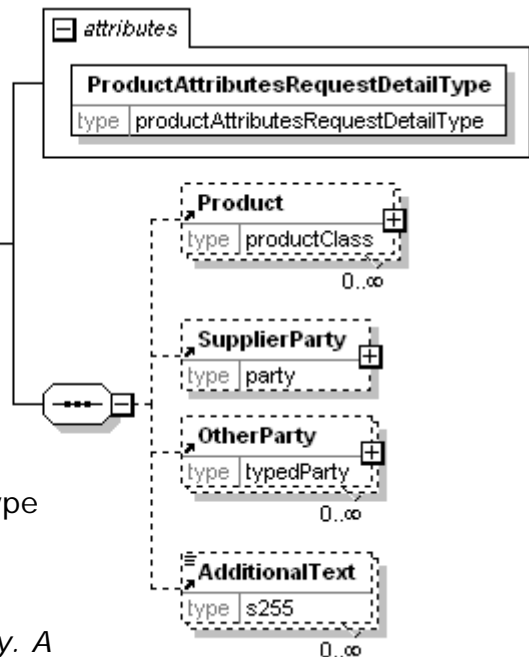 attributes
ProductAttributesRequestDetailType
type productAttributesRequestDetailType
Product
type productClass
0..∞
SupplierParty
type party
OtherParty
type typedParty
ype
0..∞
AdditionalText
type s255
y. A
0..∞